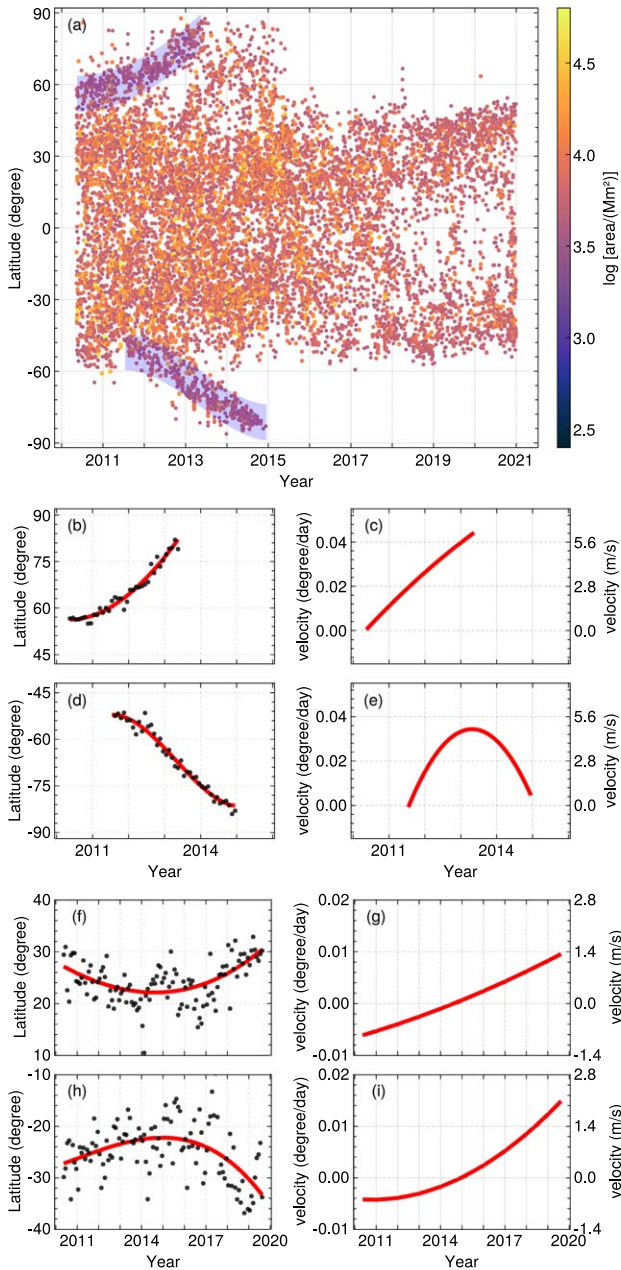 (a)
90
60
30
0
-30
-60
-90
Latitude (degree)
2011
2013
2015
2017
2019
2021
Year
4.5
4.0
3.5
3.0
2.5
log [area/(Mm²)]
(b)
90
75
60
45
Latitude (degree)
(c)
0.04
0.02
0.00
velocity (degree/day)
5.6
2.8
0.0
velocity (m/s)
(d)
-45
-60
-75
-90
Latitude (degree)
2011
2014
Year
(e)
0.04
0.02
0.00
velocity (degree/day)
5.6
2.8
0.0
velocity (m/s)
2011
2014
Year
(f)
40
30
20
10
Latitude (degree)
(g)
0.02
0.01
0.00
-0.01
velocity (degree/day)
2.8
1.4
0.0
-1.4
velocity (m/s)
(h)
-10
-20
-30
-40
Latitude (degree)
2011
2014
2017
2020
Year
(i)
0.02
0.01
0.00
-0.01
velocity (degree/day)
2.8
1.4
0.0
-1.4
velocity (m/s)
2011
2014
2017
2020
Year